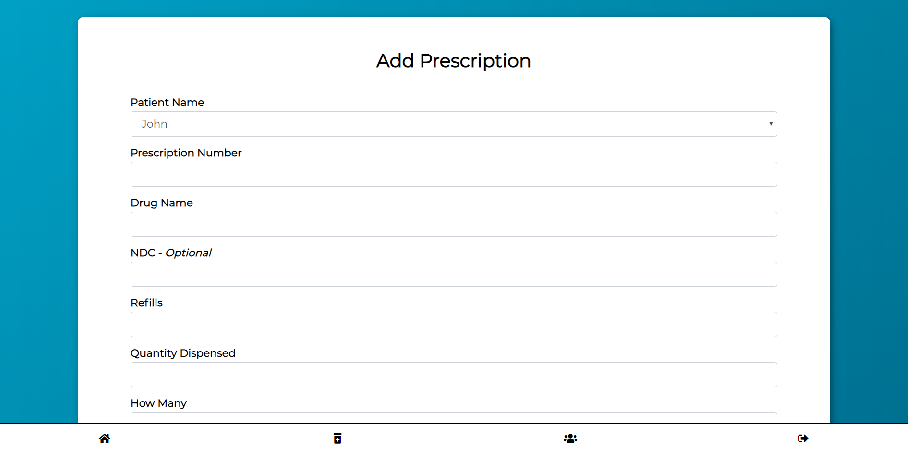 Add Prescription
Patient Name
John
Prescription Number
Drug Name
NDC - Optional
Refills
Quantity Dispensed
How Many